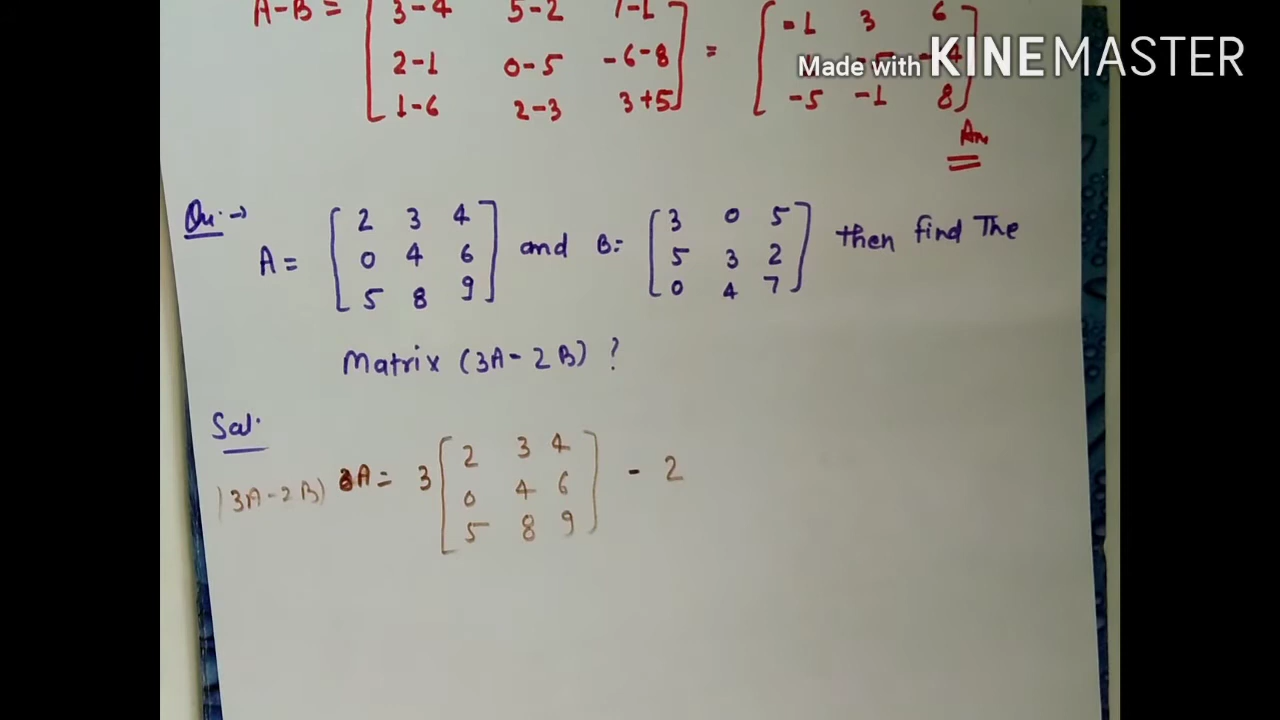 A-B = [ 3-4 5-2 7-1 ] = [ -1 3 6 ]
2-1 0-5 -6-8
1-6 2-3 3+5 -5 -1 8
Made with KINEMASTER
An
Qu.→
A = [ 2 3 4 ] and B = [ 3 0 5 ] then find The
0 4 6 5 3 2
5 8 9 0 4 7
Matrix (3A-2B) ?
Sol.
(3A-2B) A = 3 [ 2 3 4 ] - 2
0 4 6
5 8 9